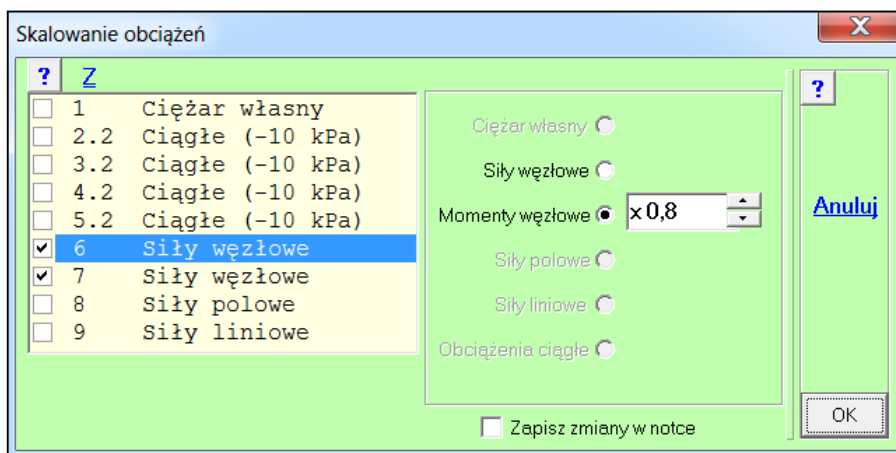 Skalowanie obciążeń
X
? Z
1 Ciężar własny
2.2 Ciągłe (-10 kPa)
3.2 Ciągłe (-10 kPa)
4.2 Ciągłe (-10 kPa)
5.2 Ciągłe (-10 kPa)
6 Siły węzłowe
7 Siły węzłowe
8 Siły polowe
9 Siły liniowe
Ciężar własny
Siły węzłowe
Momenty węzłowe x 0,8
Siły polowe
Siły liniowe
Obciążenia ciągłe
Zapisz zmiany w notce
?
Anuluj
OK